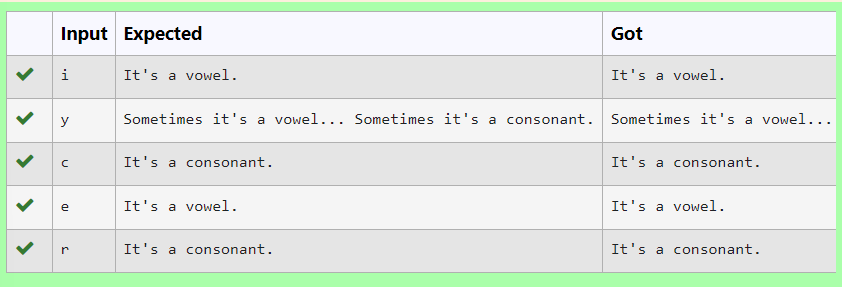 Input Expected Got
i It's a vowel. It's a vowel.
y Sometimes it's a vowel... Sometimes it's a consonant. Sometimes it's a vowel...
c It's a consonant. It's a consonant.
e It's a vowel. It's a vowel.
r It's a consonant. It's a consonant.